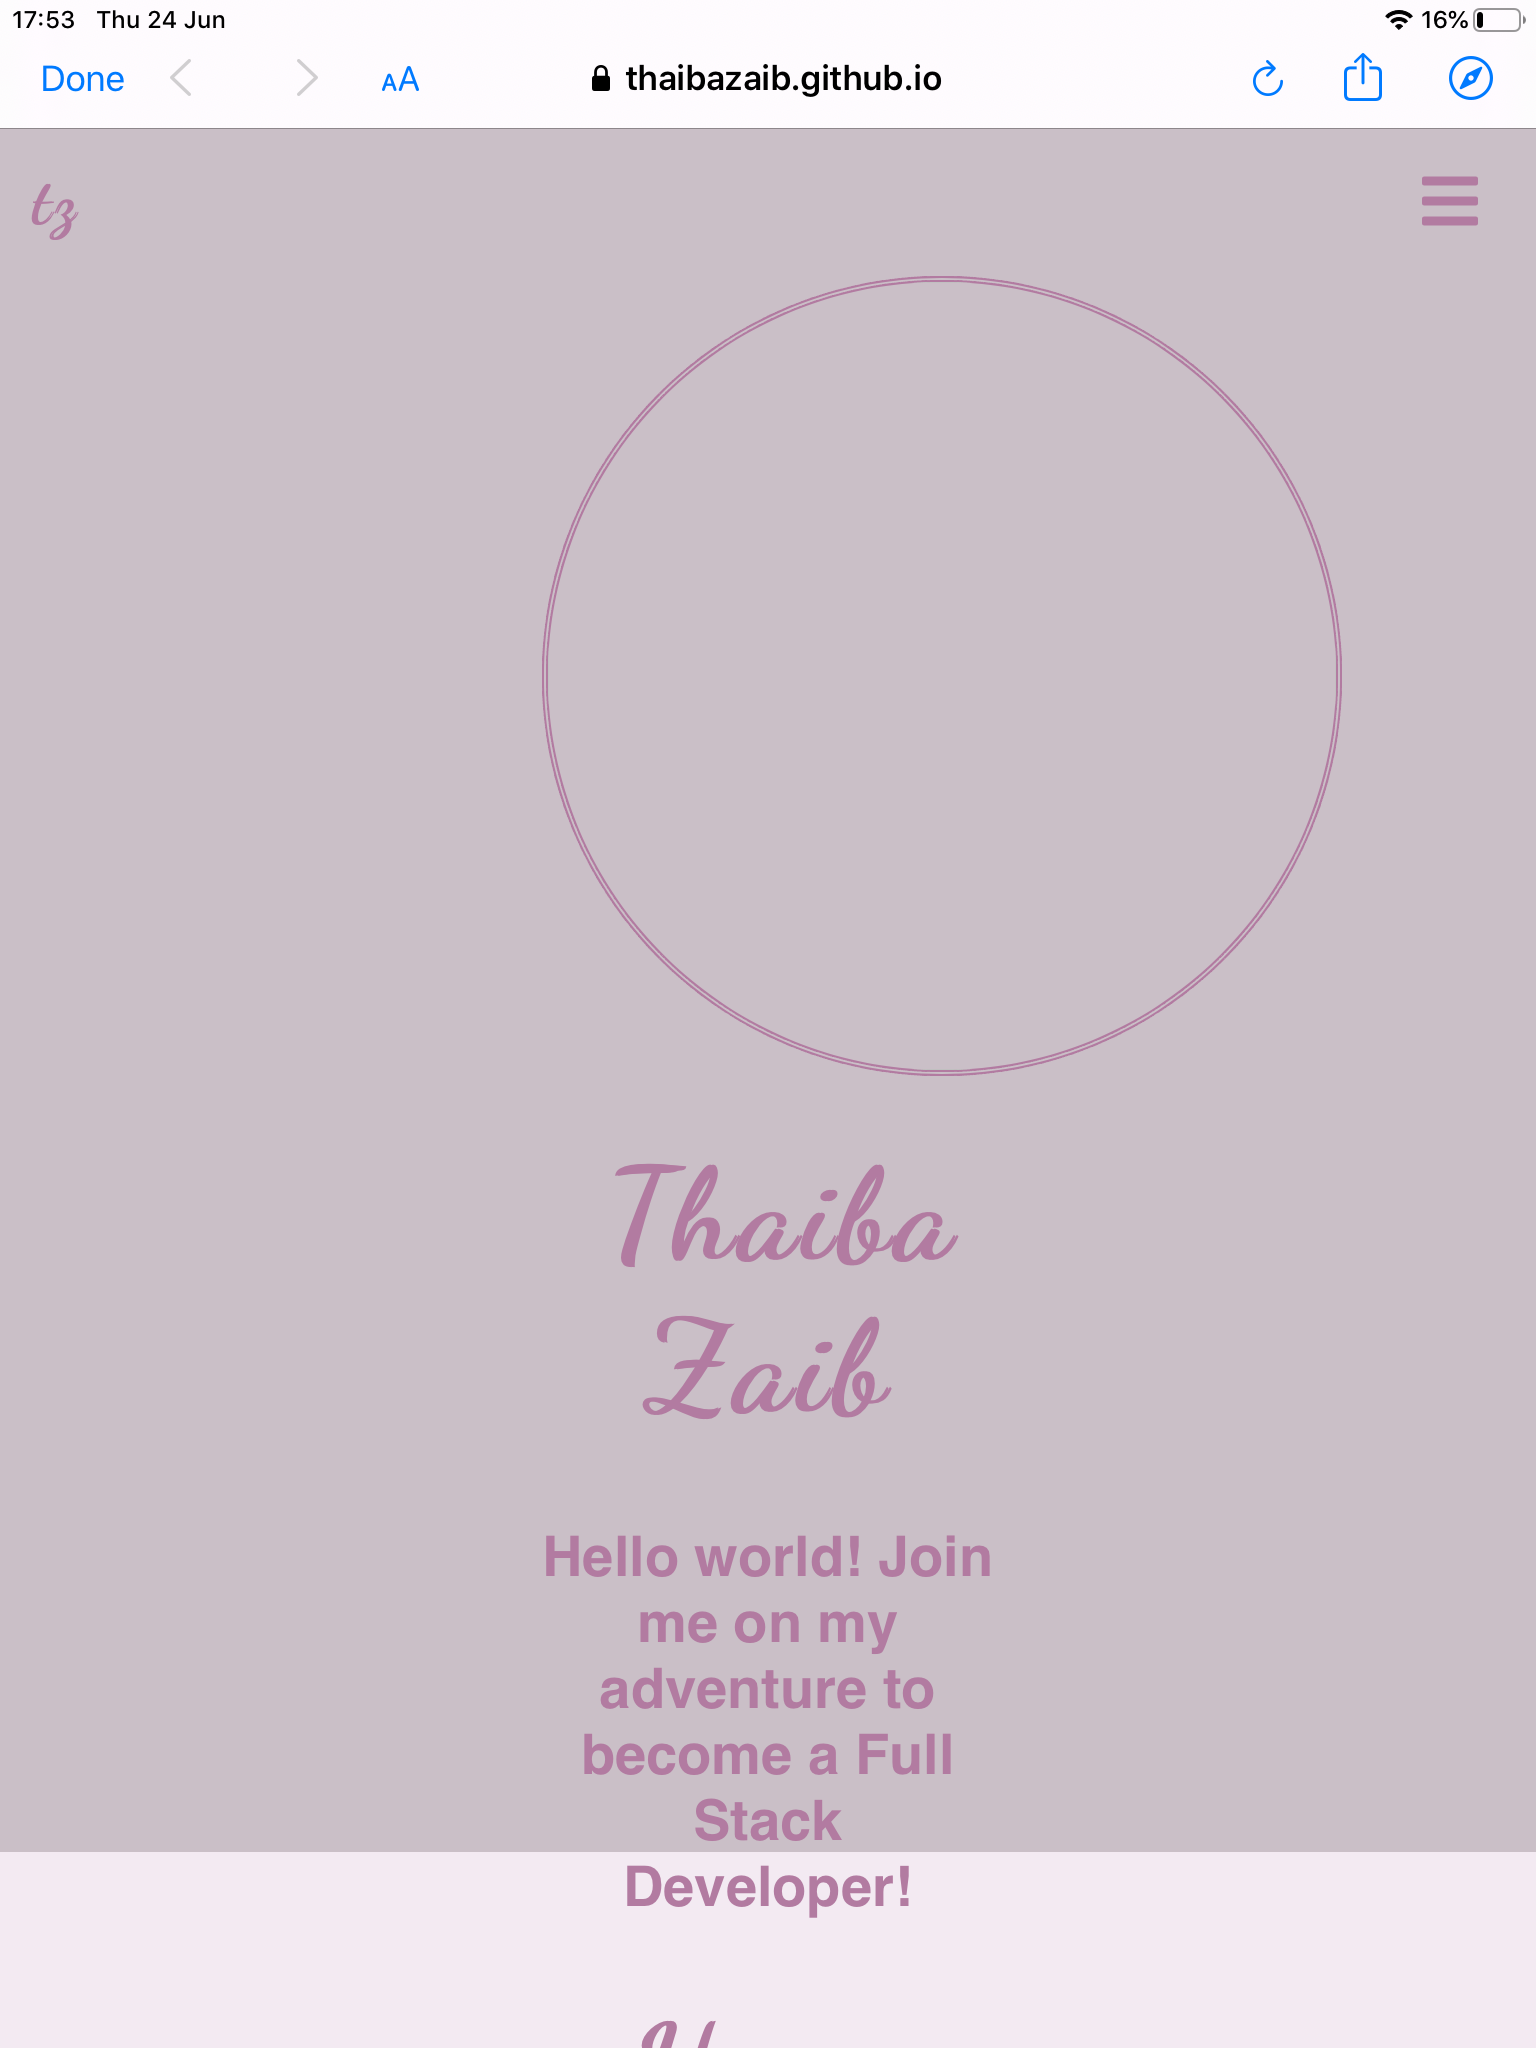 17:53 Thu 24 Jun 16%
Done AA thaibazaib.github.io
tz
Thaiba
Zaib
Hello world! Join
me on my
adventure to
become a Full
Stack
Developer!